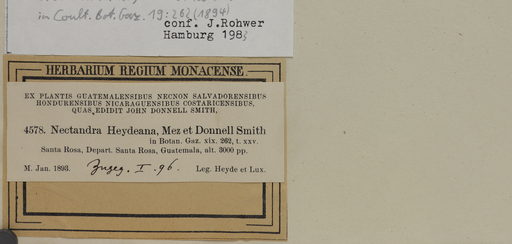 in Coult. Bot. Gaz. 19: 262 (1894)
conf. J.Rohwer
Hamburg 1983
HERBARIUM REGIUM MONACENSE.
EX PLANTIS GUATEMALENSIBUS NECNON SALVADORENSIBUS
HONDURENSIBUS NICARAGUENSIBUS COSTARICENSIBUS,
QUAS EDIDIT JOHN DONNELL SMITH,
4578. Nectandra Heydeana, Mez et Donnell Smith
in Botan. Gaz. xix. 262, t. xxv.
Santa Rosa, Depart. Santa Rosa, Guatemala, alt. 3000 pp.
M. Jan. 1893. Zugeg. I. 96. Leg. Heyde et Lux.